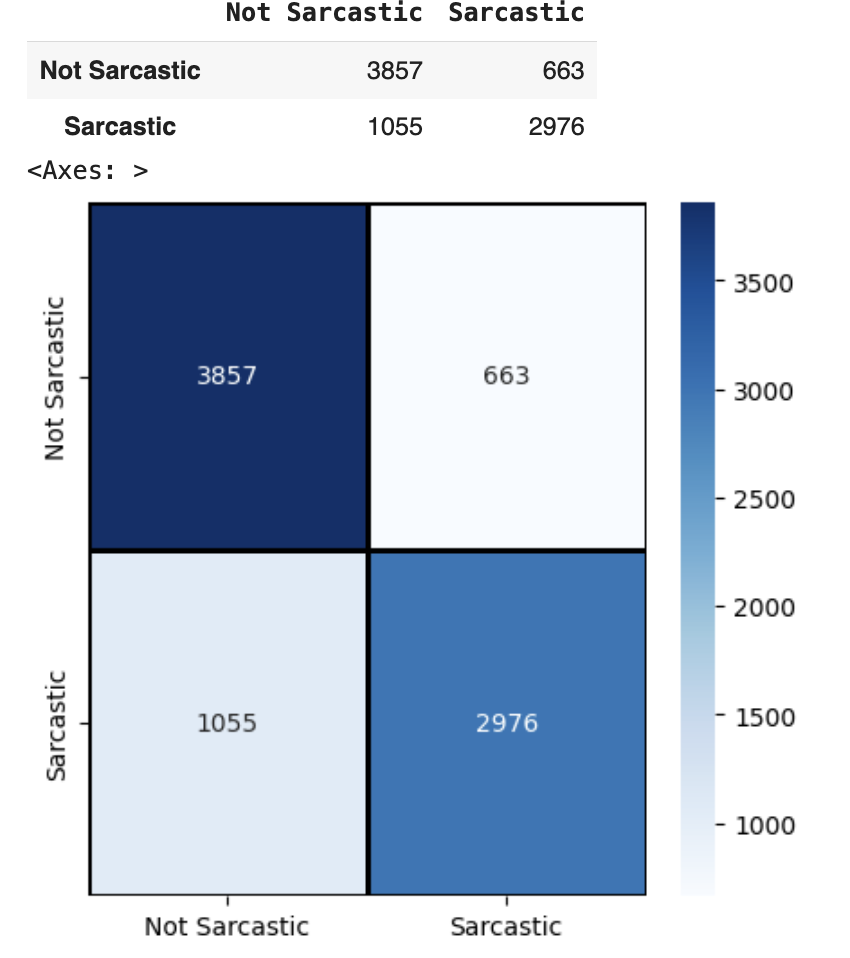 Not Sarcastic Sarcastic
Not Sarcastic 3857 663
Sarcastic 1055 2976
<Axes: >
3500
Not Sarcastic
3857 663
3000
2500
2000
Sarcastic
1055 2976
1500
1000
Not Sarcastic Sarcastic